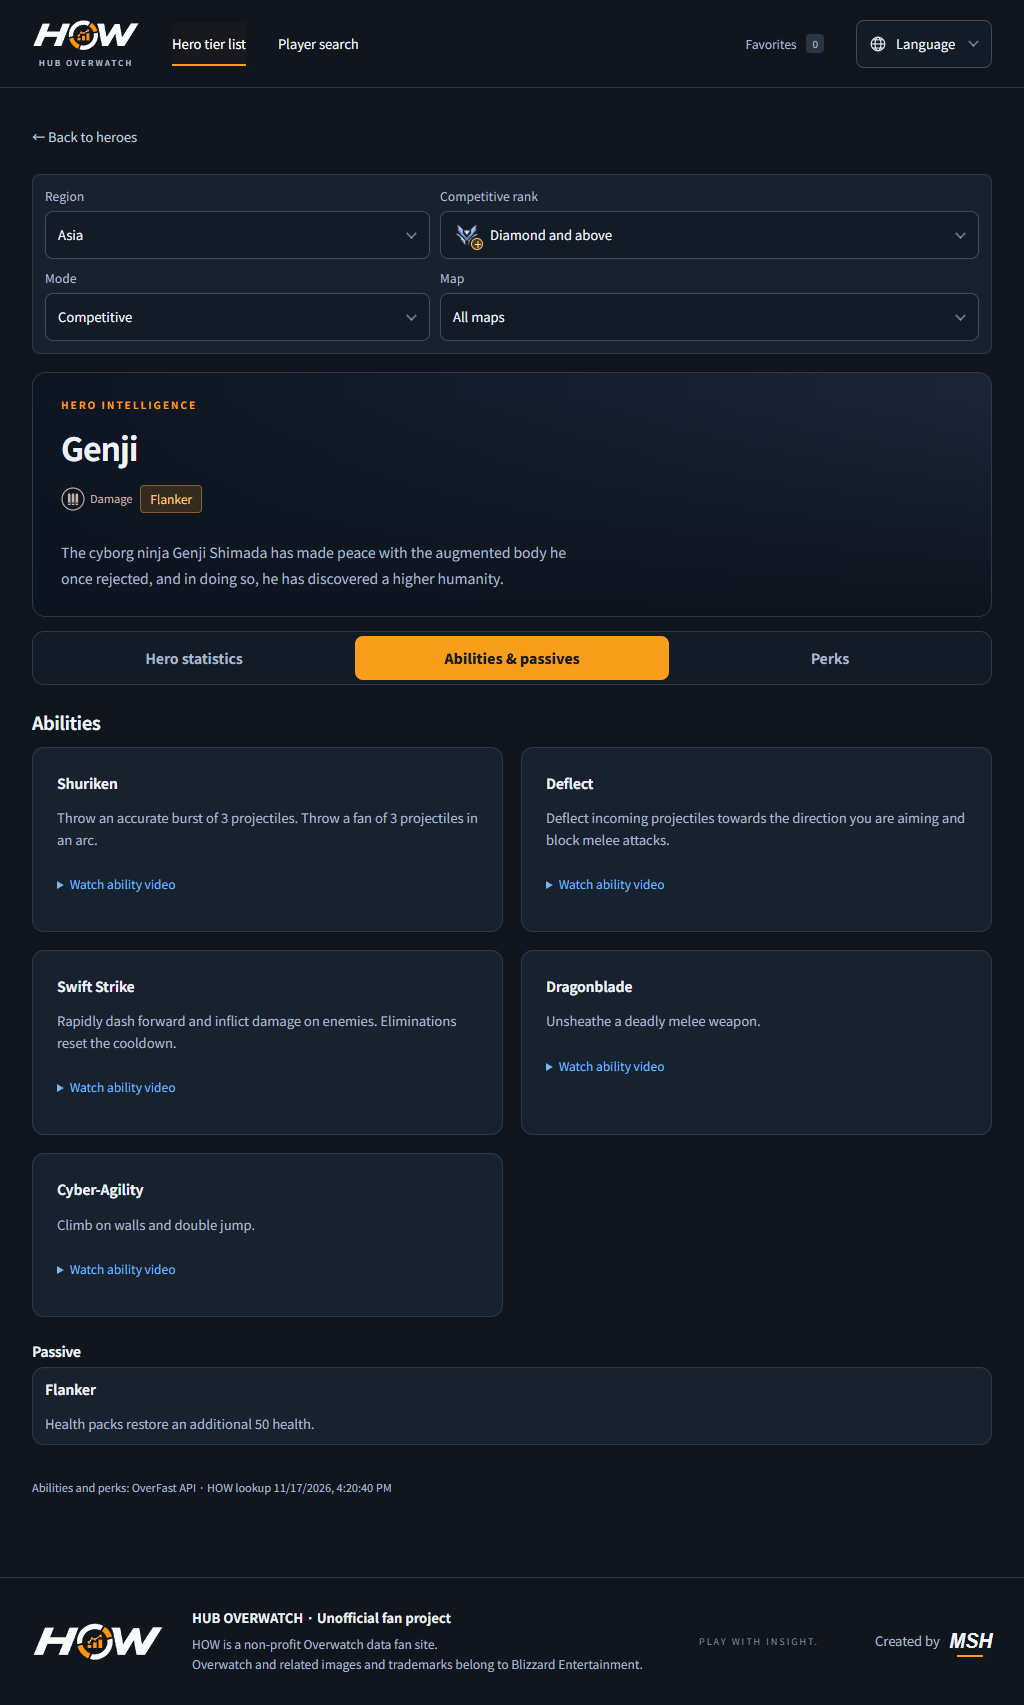 HOW
HUB OVERWATCH
Hero tier list
Player search
Favorites 0
Language
← Back to heroes
Region
Competitive rank
Asia
Diamond and above
Mode
Map
Competitive
All maps
HERO INTELLIGENCE
Genji
Damage
Flanker
The cyborg ninja Genji Shimada has made peace with the augmented body he
once rejected, and in doing so, he has discovered a higher humanity.
Hero statistics
Abilities & passives
Perks
Abilities
Shuriken
Throw an accurate burst of 3 projectiles. Throw a fan of 3 projectiles in
an arc.
Watch ability video
Deflect
Deflect incoming projectiles towards the direction you are aiming and
block melee attacks.
Watch ability video
Swift Strike
Rapidly dash forward and inflict damage on enemies. Eliminations
reset the cooldown.
Watch ability video
Dragonblade
Unsheathe a deadly melee weapon.
Watch ability video
Cyber-Agility
Climb on walls and double jump.
Watch ability video
Passive
Flanker
Health packs restore an additional 50 health.
Abilities and perks: OverFast API · HOW lookup 11/17/2026, 4:20:40 PM
HOW
HUB OVERWATCH · Unofficial fan project
HOW is a non-profit Overwatch data fan site.
Overwatch and related images and trademarks belong to Blizzard Entertainment.
PLAY WITH INSIGHT.
Created by MSH